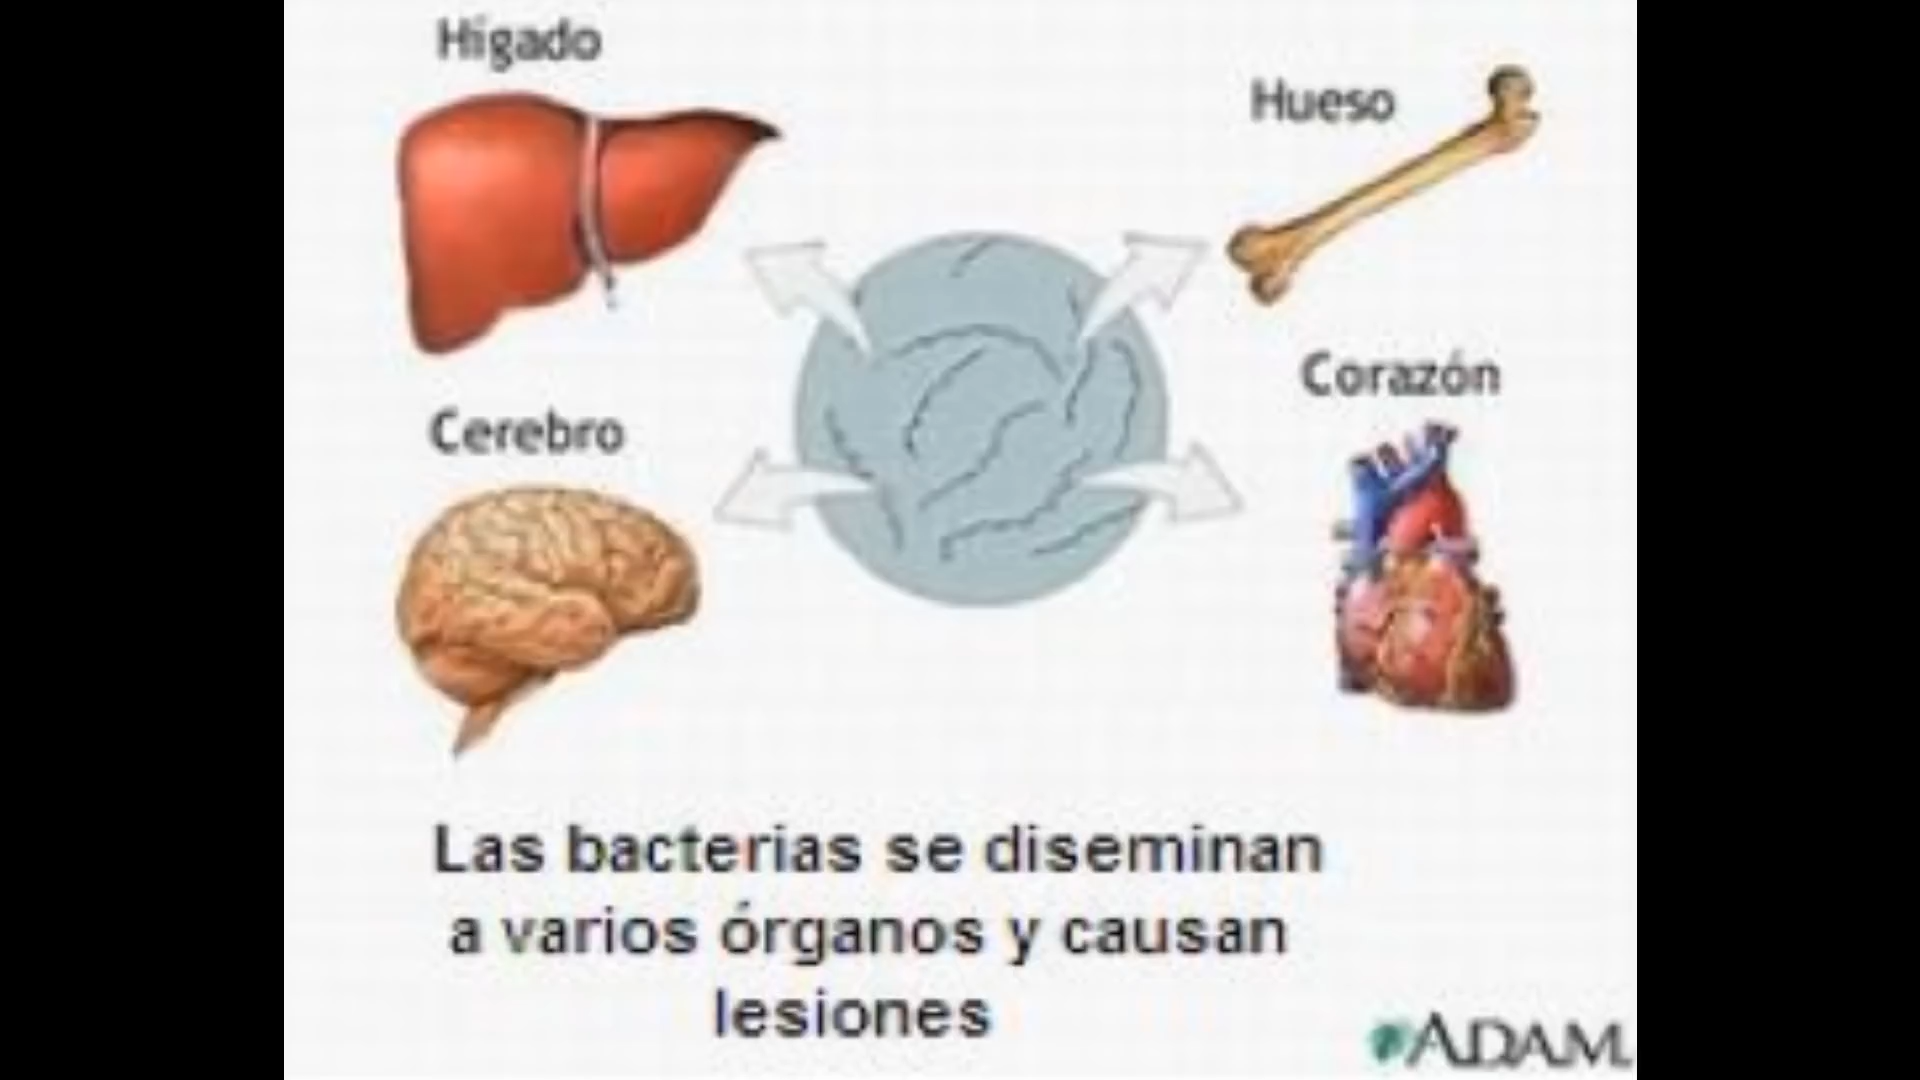 Hígado
Hueso
Corazón
Cerebro
Las bacterias se diseminan
a varios órganos y causan
lesiones
ADAM.